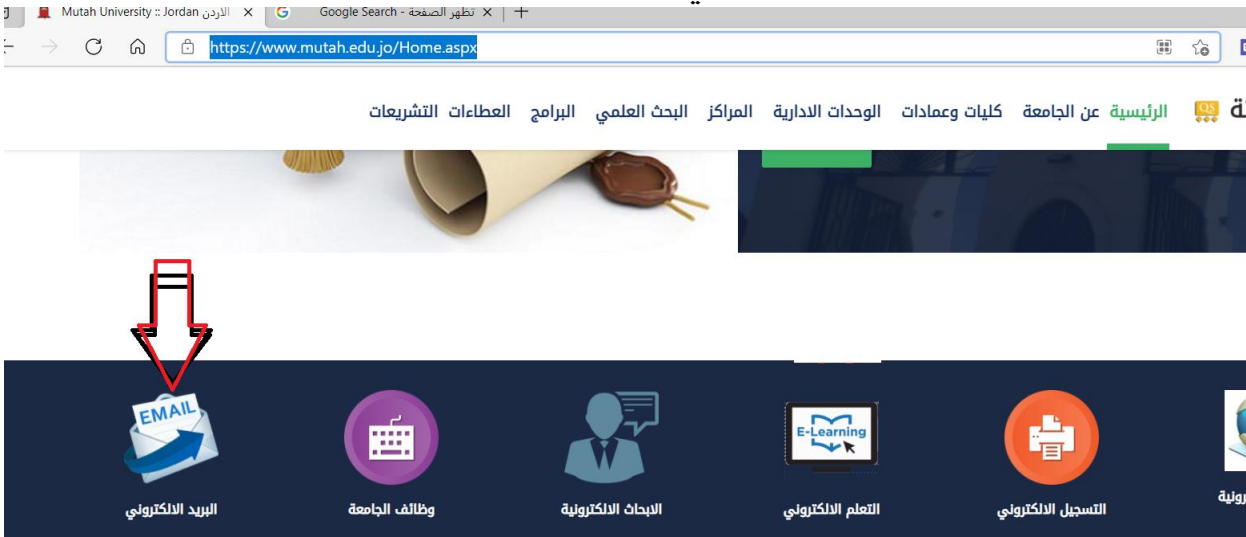 Mutah University :: Jordan الاردن
Google Search - تظهر الصفحة
https://www.mutah.edu.jo/Home.aspx
QS الرئيسية عن الجامعة كليات وعمادات الوحدات الادارية المراكز البحث العلمي البرامج العطاءات التشريعات
E-Learning
EMAIL
التسجيل الالكتروني
التعلم الالكتروني
الابحاث الالكترونية
وظائف الجامعة
البريد الالكتروني